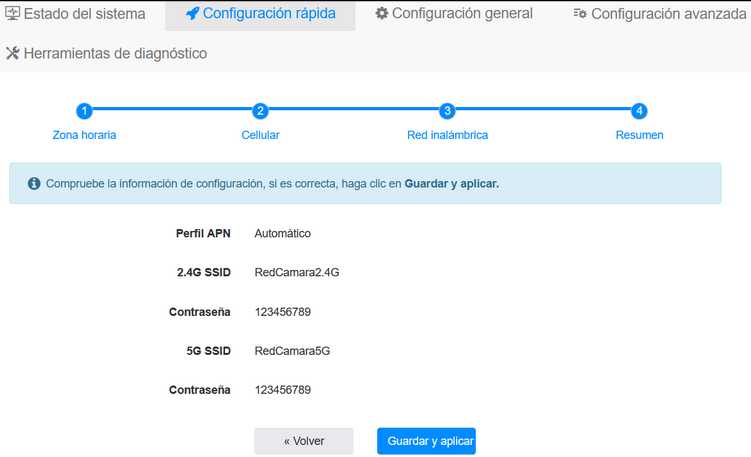 Estado del sistema
Configuración rápida
Configuración general
Configuración avanzada
Herramientas de diagnóstico
1
2
3
4
Zona horaria
Cellular
Red inalámbrica
Resumen
Compruebe la información de configuración, si es correcta, haga clic en Guardar y aplicar.
Perfil APN Automático
2.4G SSID RedCamara2.4G
Contraseña 123456789
5G SSID RedCamara5G
Contraseña 123456789
« Volver
Guardar y aplicar